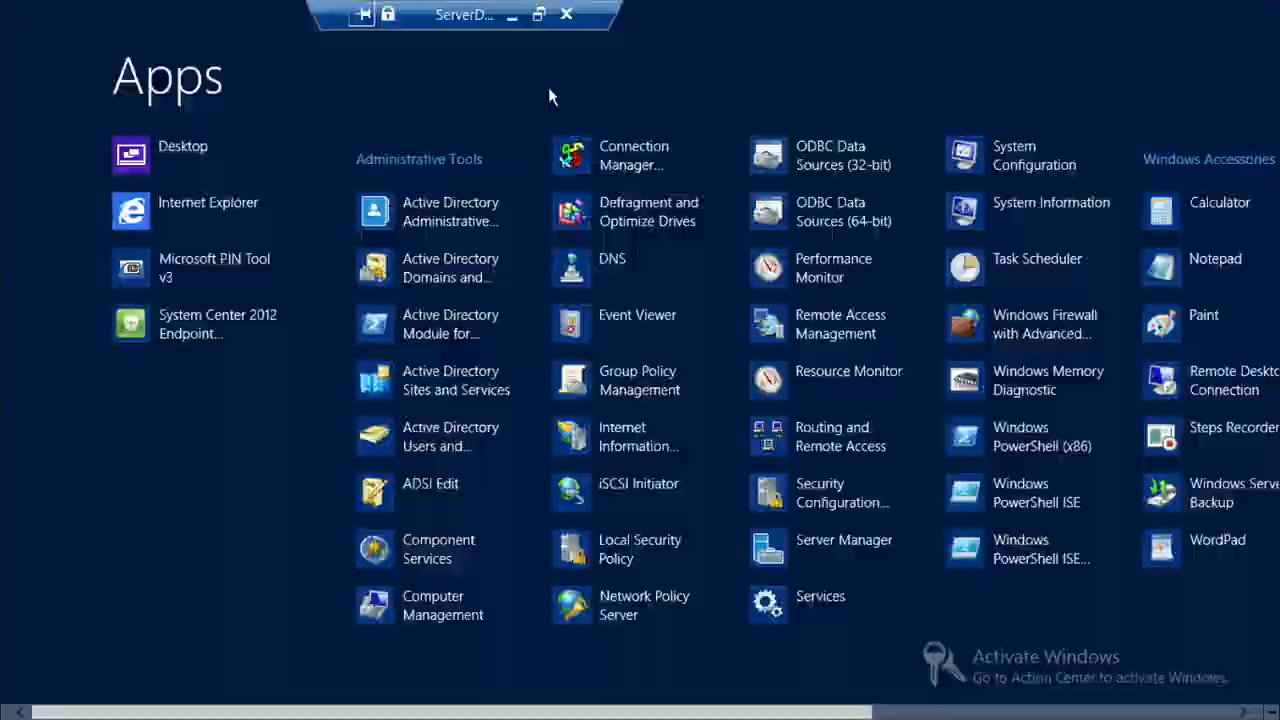 ServerD...
Apps
Desktop
Internet Explorer
Microsoft PIN Tool
v3
System Center 2012
Endpoint...
Administrative Tools
Active Directory
Administrative...
Active Directory
Domains and...
Active Directory
Module for...
Active Directory
Sites and Services
Active Directory
Users and...
ADSI Edit
Component
Services
Computer
Management
Connection
Manager...
Defragment and
Optimize Drives
DNS
Event Viewer
Group Policy
Management
Internet
Information...
iSCSI Initiator
Local Security
Policy
Network Policy
Server
ODBC Data
Sources (32-bit)
ODBC Data
Sources (64-bit)
Performance
Monitor
Remote Access
Management
Resource Monitor
Routing and
Remote Access
Security
Configuration...
Server Manager
Services
System
Configuration
System Information
Task Scheduler
Windows Firewall
with Advanced...
Windows Memory
Diagnostic
Windows
PowerShell (x86)
Windows
PowerShell ISE
Windows
PowerShell ISE...
Windows Accessories
Calculator
Notepad
Paint
Remote Deskto
Connection
Steps Recorder
Windows Serve
Backup
WordPad
Activate Windows
Go to Action Center to activate Windows.